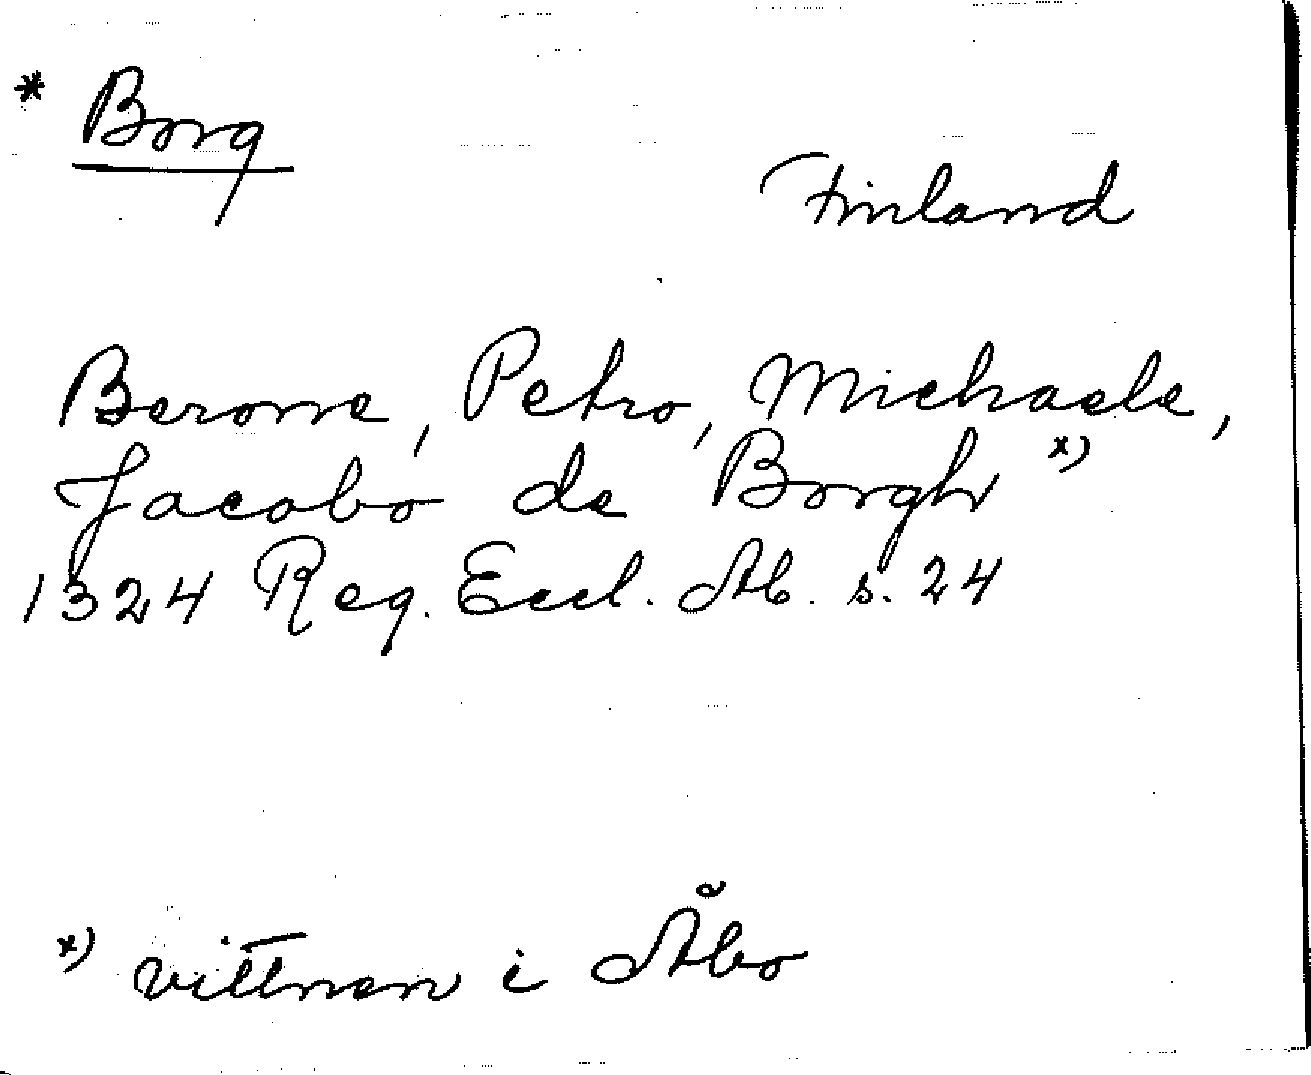 * Borg
Finland
Berone, Petro, Michaele,
Jacobo de Borgh x)
1324 Reg. Eccl. Ab. s. 24
x) vittnen i Åbo